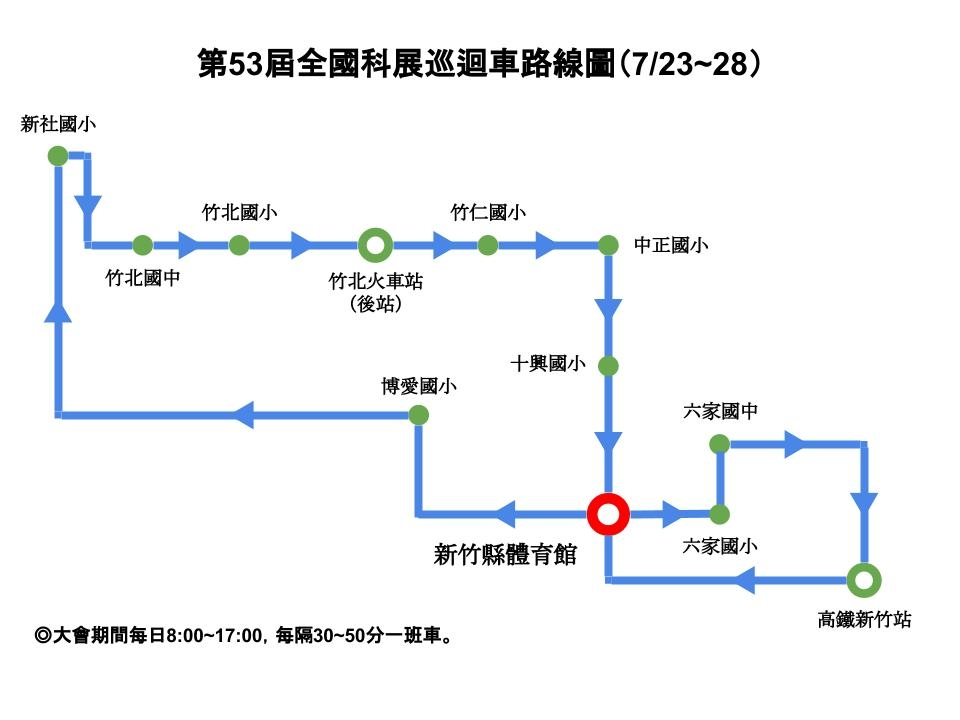 第53屆全國科展巡迴車路線圖（7/23~28）
新社國小
竹北國小
竹仁國小
中正國小
竹北國中
竹北火車站
（後站）
十興國小
博愛國小
六家國中
新竹縣體育館
六家國小
高鐵新竹站
◎大會期間每日8:00~17:00，每隔30~50分一班車。